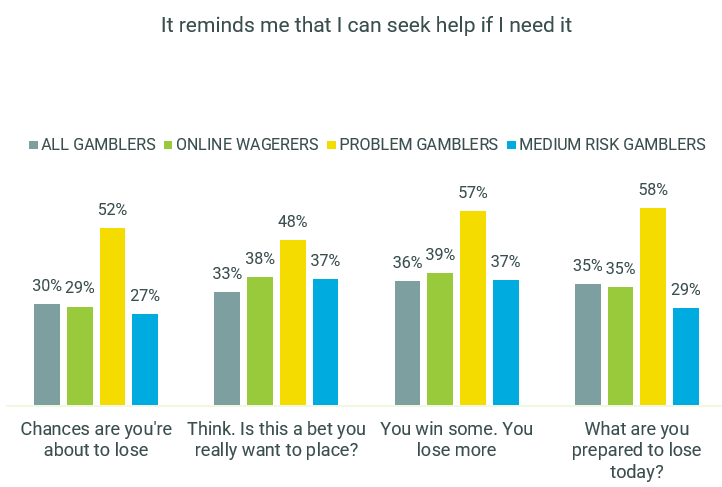 It reminds me that I can seek help if I need it
ALL GAMBLERS ONLINE WAGERERS PROBLEM GAMBLERS MEDIUM RISK GAMBLERS
30% 29% 52% 27%
33% 38% 48% 37%
36% 39% 57% 37%
35% 35% 58% 29%
Chances are you're
about to lose
Think. Is this a bet you
really want to place?
You win some. You
lose more
What are you
prepared to lose
today?